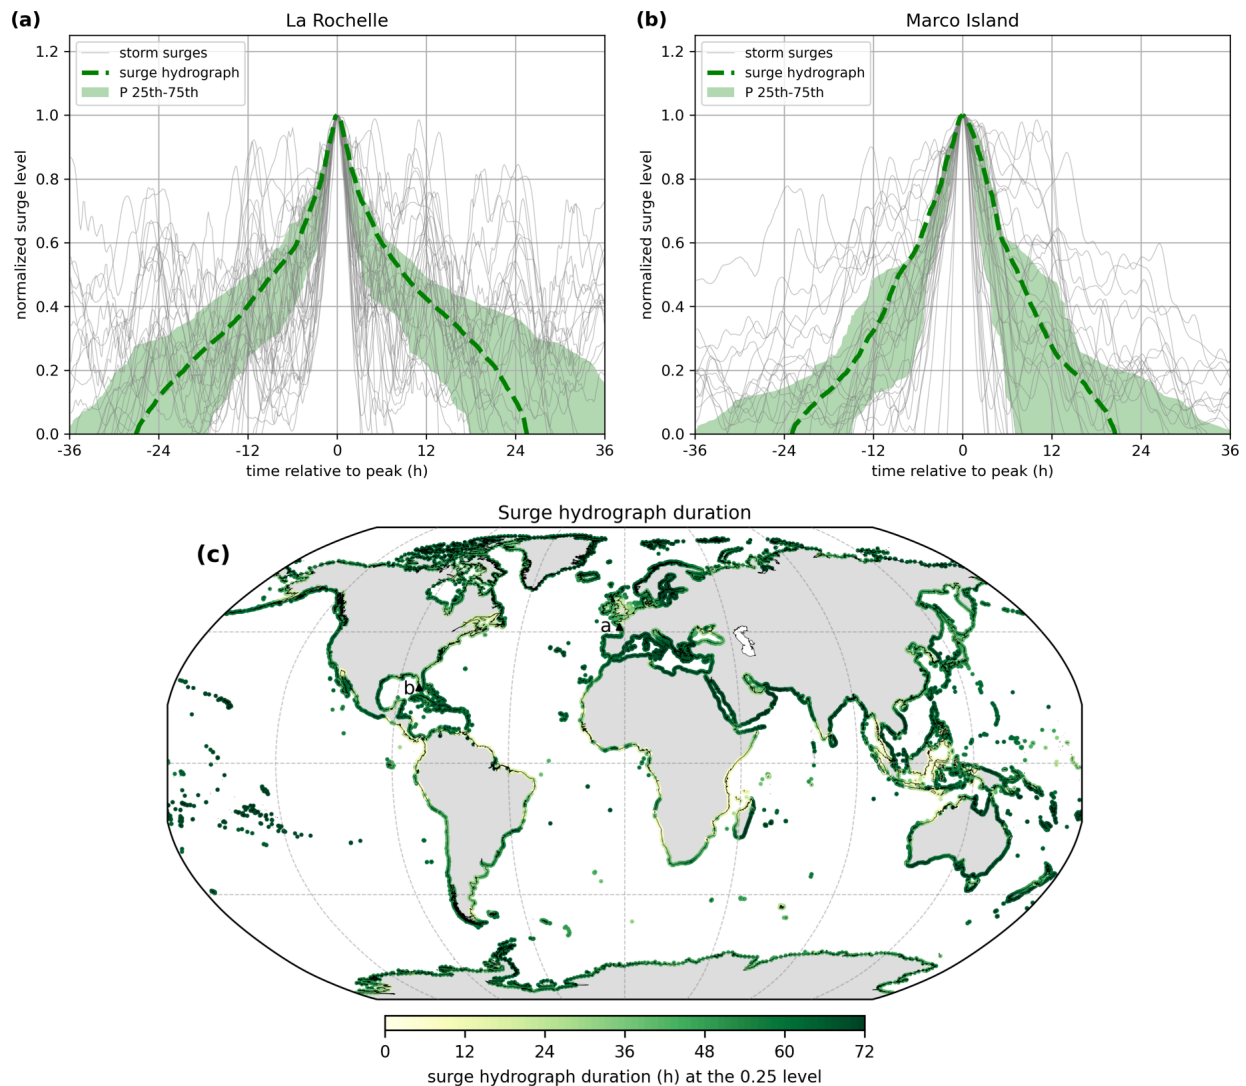 (a)
La Rochelle
storm surges
surge hydrograph
P 25th-75th
normalized surge level
1.2
1.0
0.8
0.6
0.4
0.2
0.0
-36 -24 -12 0 12 24 36
time relative to peak (h)
(b)
Marco Island
storm surges
surge hydrograph
P 25th-75th
normalized surge level
1.2
1.0
0.8
0.6
0.4
0.2
0.0
-36 -24 -12 0 12 24 36
time relative to peak (h)
Surge hydrograph duration
(c)
a
b
0 12 24 36 48 60 72
surge hydrograph duration (h) at the 0.25 level